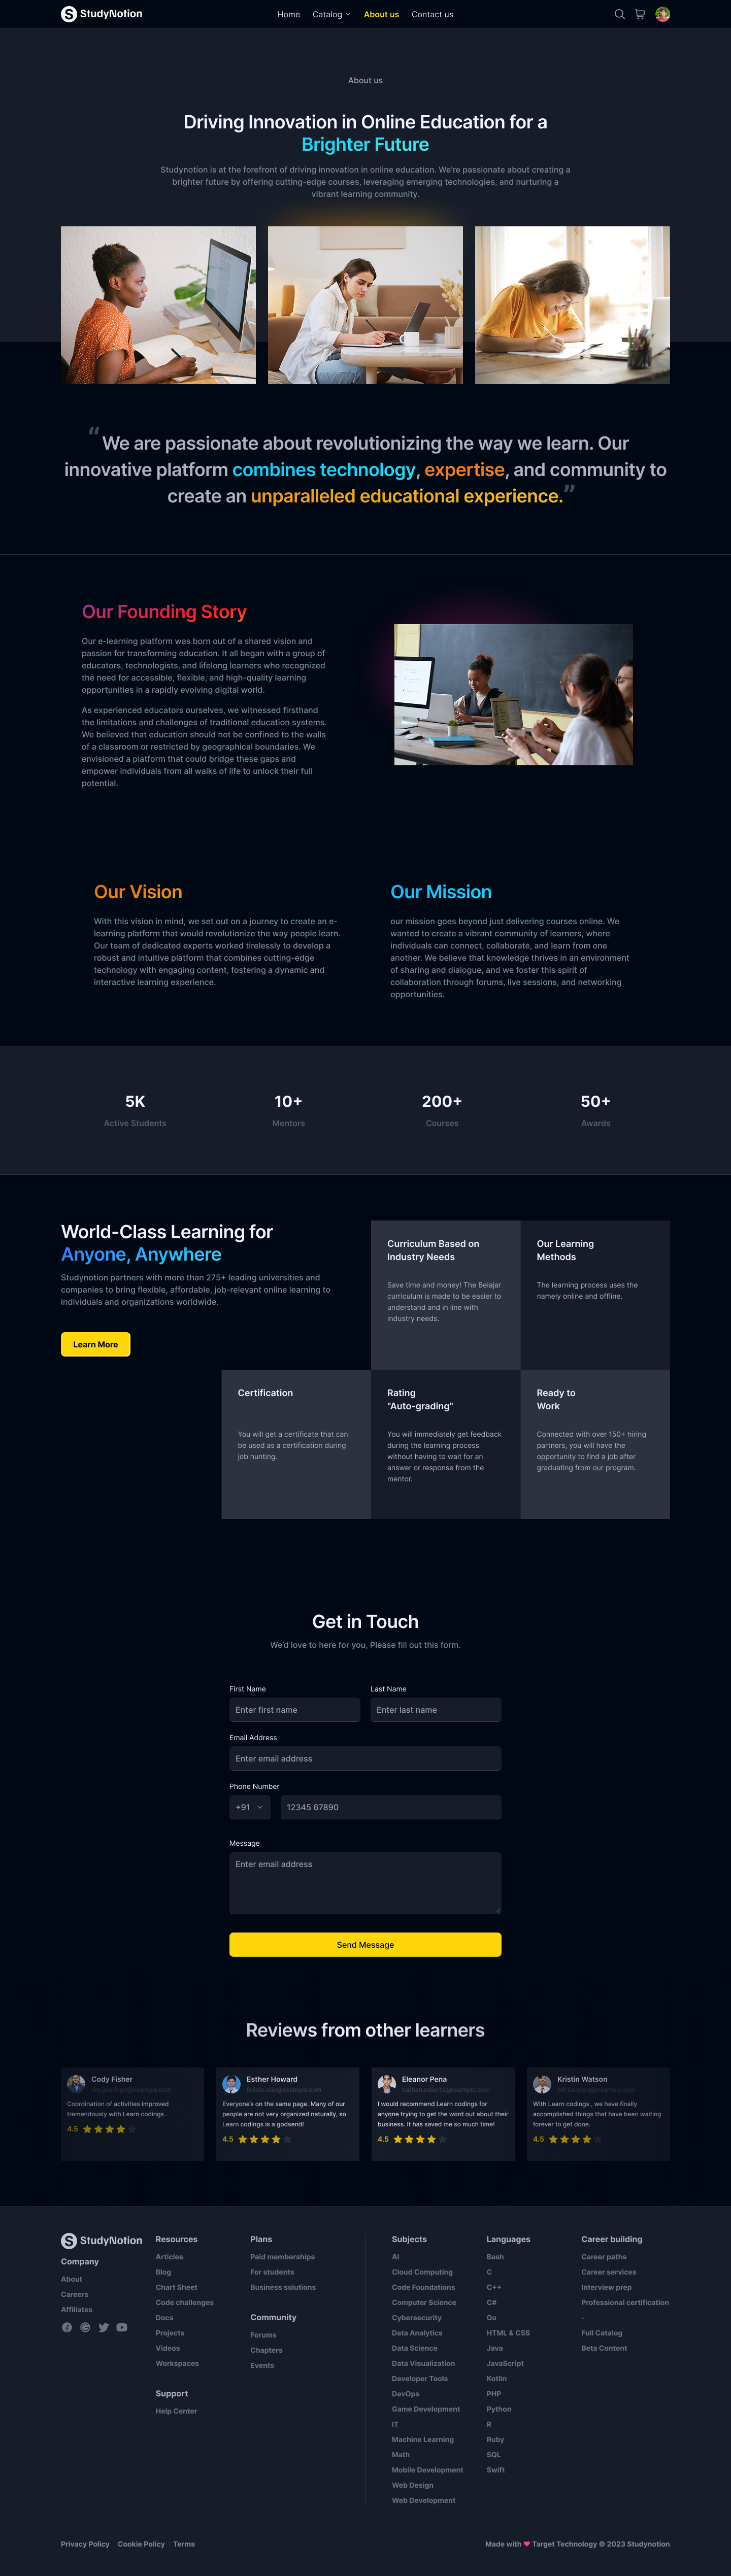 StudyNotion
Home
Catalog
About us
Contact us
About us
Driving Innovation in Online Education for a
Brighter Future
Studynotion is at the forefront of driving innovation in online education. We're passionate about creating a
brighter future by offering cutting-edge courses, leveraging emerging technologies, and nurturing a
vibrant learning community.
“ We are passionate about revolutionizing the way we learn. Our
innovative platform combines technology, expertise, and community to
create an unparalleled educational experience.”
Our Founding Story
Our e-learning platform was born out of a shared vision and
passion for transforming education. It all began with a group of
educators, technologists, and lifelong learners who recognized
the need for accessible, flexible, and high-quality learning
opportunities in a rapidly evolving digital world.
As experienced educators ourselves, we witnessed firsthand
the limitations and challenges of traditional education systems.
We believed that education should not be confined to the walls
of a classroom or restricted by geographical boundaries. We
envisioned a platform that could bridge these gaps and
empower individuals from all walks of life to unlock their full
potential.
Our Vision
With this vision in mind, we set out on a journey to create an e-
learning platform that would revolutionize the way people learn.
Our team of dedicated experts worked tirelessly to develop a
robust and intuitive platform that combines cutting-edge
technology with engaging content, fostering a dynamic and
interactive learning experience.
Our Mission
our mission goes beyond just delivering courses online. We
wanted to create a vibrant community of learners, where
individuals can connect, collaborate, and learn from one
another. We believe that knowledge thrives in an environment
of sharing and dialogue, and we foster this spirit of
collaboration through forums, live sessions, and networking
opportunities.
5K
Active Students
10+
Mentors
200+
Courses
50+
Awards
World-Class Learning for
Anyone, Anywhere
Studynotion partners with more than 275+ leading universities and
companies to bring flexible, affordable, job-relevant online learning to
individuals and organizations worldwide.
Learn More
Curriculum Based on
Industry Needs
Save time and money! The Belajar
curriculum is made to be easier to
understand and in line with
industry needs.
Our Learning
Methods
The learning process uses the
namely online and offline.
Certification
You will get a certificate that can
be used as a certification during
job hunting.
Rating
"Auto-grading"
You will immediately get feedback
during the learning process
without having to wait for an
answer or response from the
mentor.
Ready to
Work
Connected with over 150+ hiring
partners, you will have the
opportunity to find a job after
graduating from our program.
Get in Touch
We'd love to here for you, Please fill out this form.
First Name
Enter first name
Last Name
Enter last name
Email Address
Enter email address
Phone Number
+91
12345 67890
Message
Enter email address
Send Message
Reviews from other learners
Cody Fisher
Coordination of activities improved
tremendously with Learn codings .
4.5
Esther Howard
Everyone's on the same page. Many of our
people are not very organized naturally, so
Learn codings is a godsend!
4.5
Eleanor Pena
I would recommend Learn codings for
anyone trying to get the word out about their
business. It has saved me so much time!
4.5
Kristin Watson
With Learn codings , we have finally
accomplished things that have been waiting
forever to get done.
4.5
StudyNotion
Company
About
Careers
Affiliates
Resources
Articles
Blog
Chart Sheet
Code challenges
Docs
Projects
Videos
Workspaces
Support
Help Center
Plans
Paid memberships
For students
Business solutions
Community
Forums
Chapters
Events
Subjects
AI
Cloud Computing
Code Foundations
Computer Science
Cybersecurity
Data Analytics
Data Science
Data Visualization
Developer Tools
DevOps
Game Development
IT
Machine Learning
Math
Mobile Development
Web Design
Web Development
Languages
Bash
C
C++
C#
Go
HTML & CSS
Java
JavaScript
Kotlin
PHP
Python
R
Ruby
SQL
Swift
Career building
Career paths
Career services
Interview prep
Professional certification
-
Full Catalog
Beta Content
Privacy Policy
Cookie Policy
Terms
Made with ❤ Target Technology © 2023 Studynotion